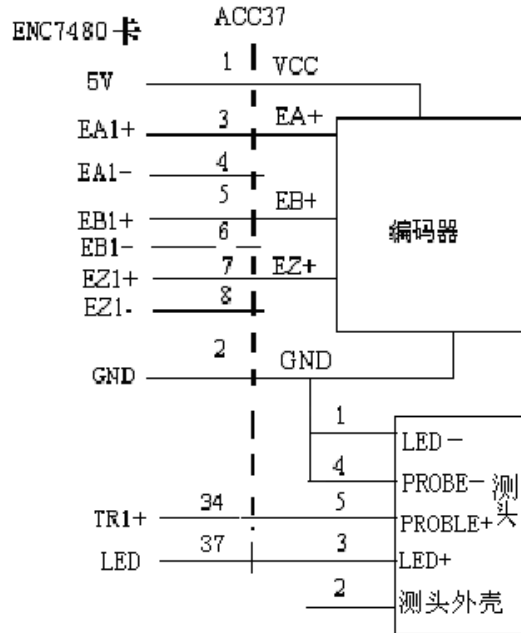 ACC37
ENC7480卡
1 VCC
5V
3 EA+
EA1+
4
EA1-
5 EB+
EB1+
6
EB1-
编码器
7 EZ+
EZ1+
8
EZ1-
2 GND
GND
1
LED-
4
PROBE-
测头
34 5
TR1+
PROBLE+
37 3
LED
LED+
2
测头外壳